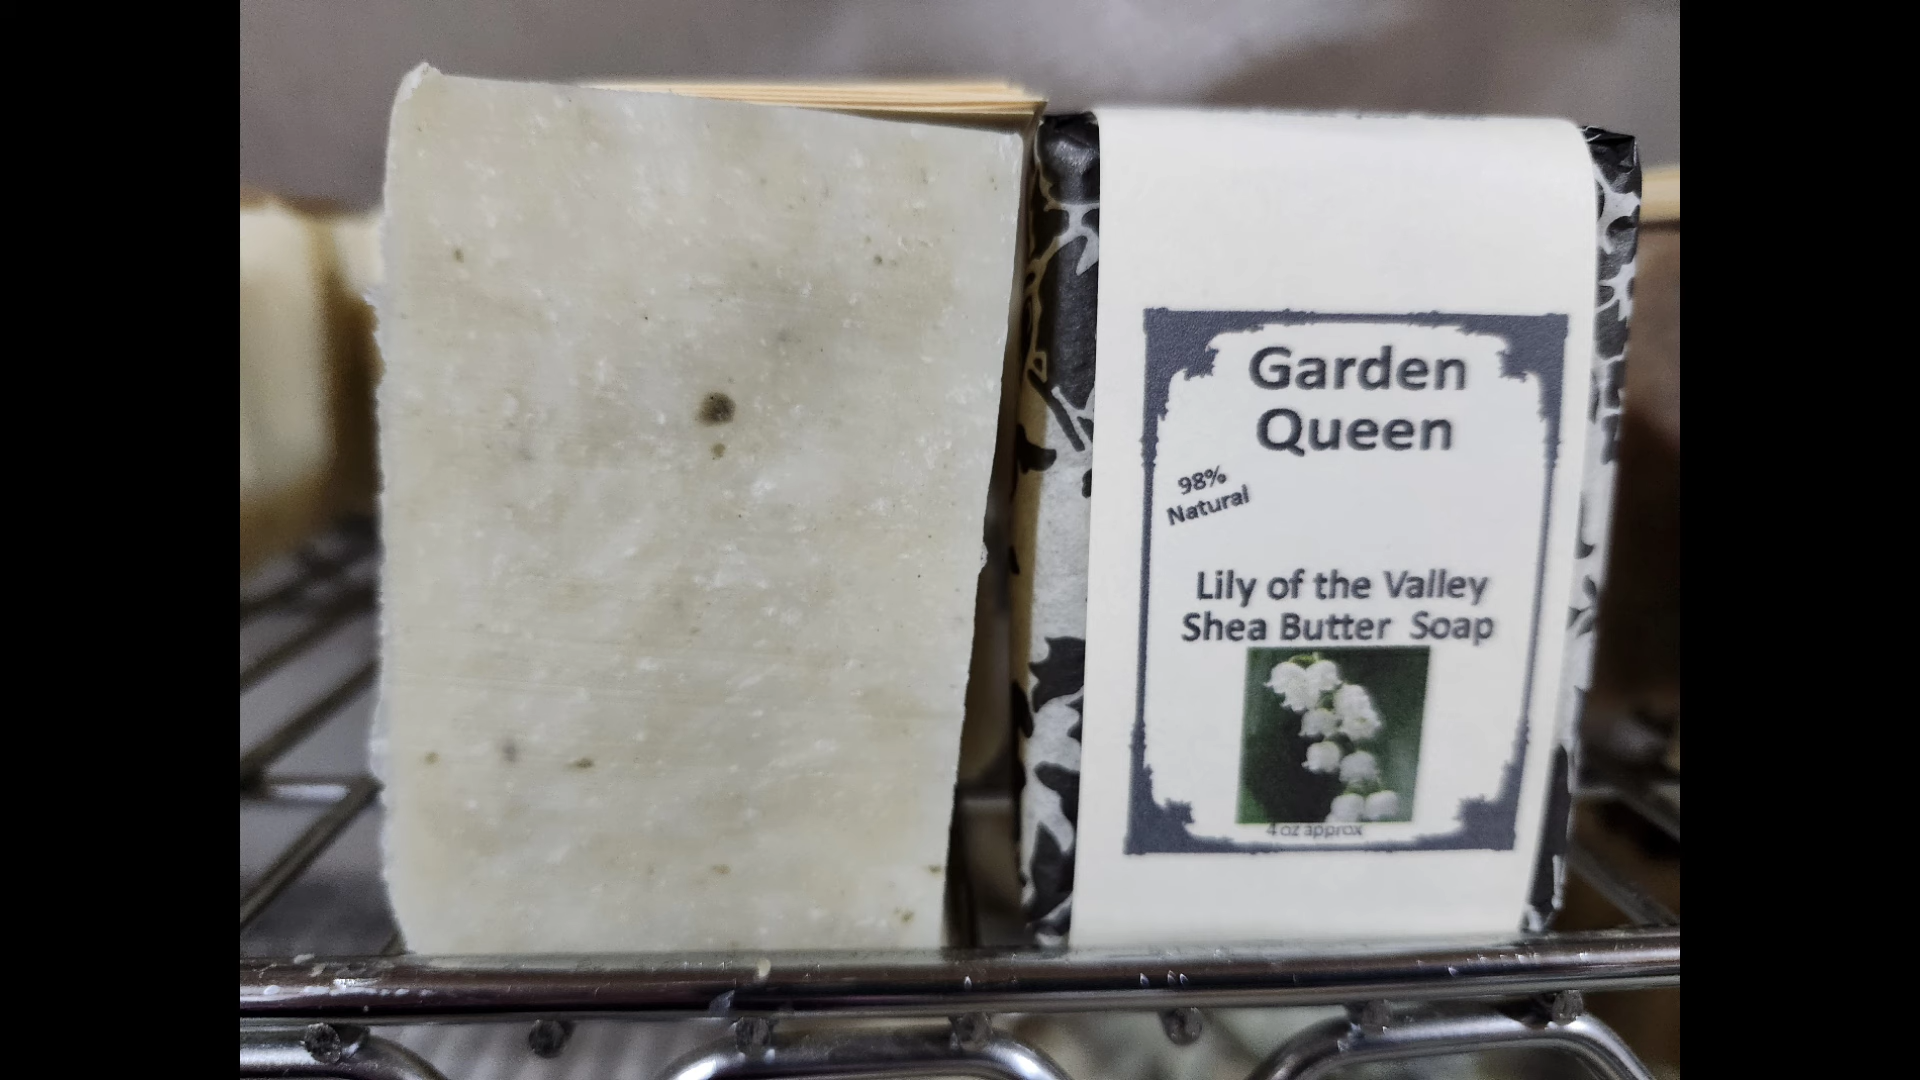 Garden
Queen
98%
Natural
Lily of the Valley
Shea Butter Soap
4 oz approx